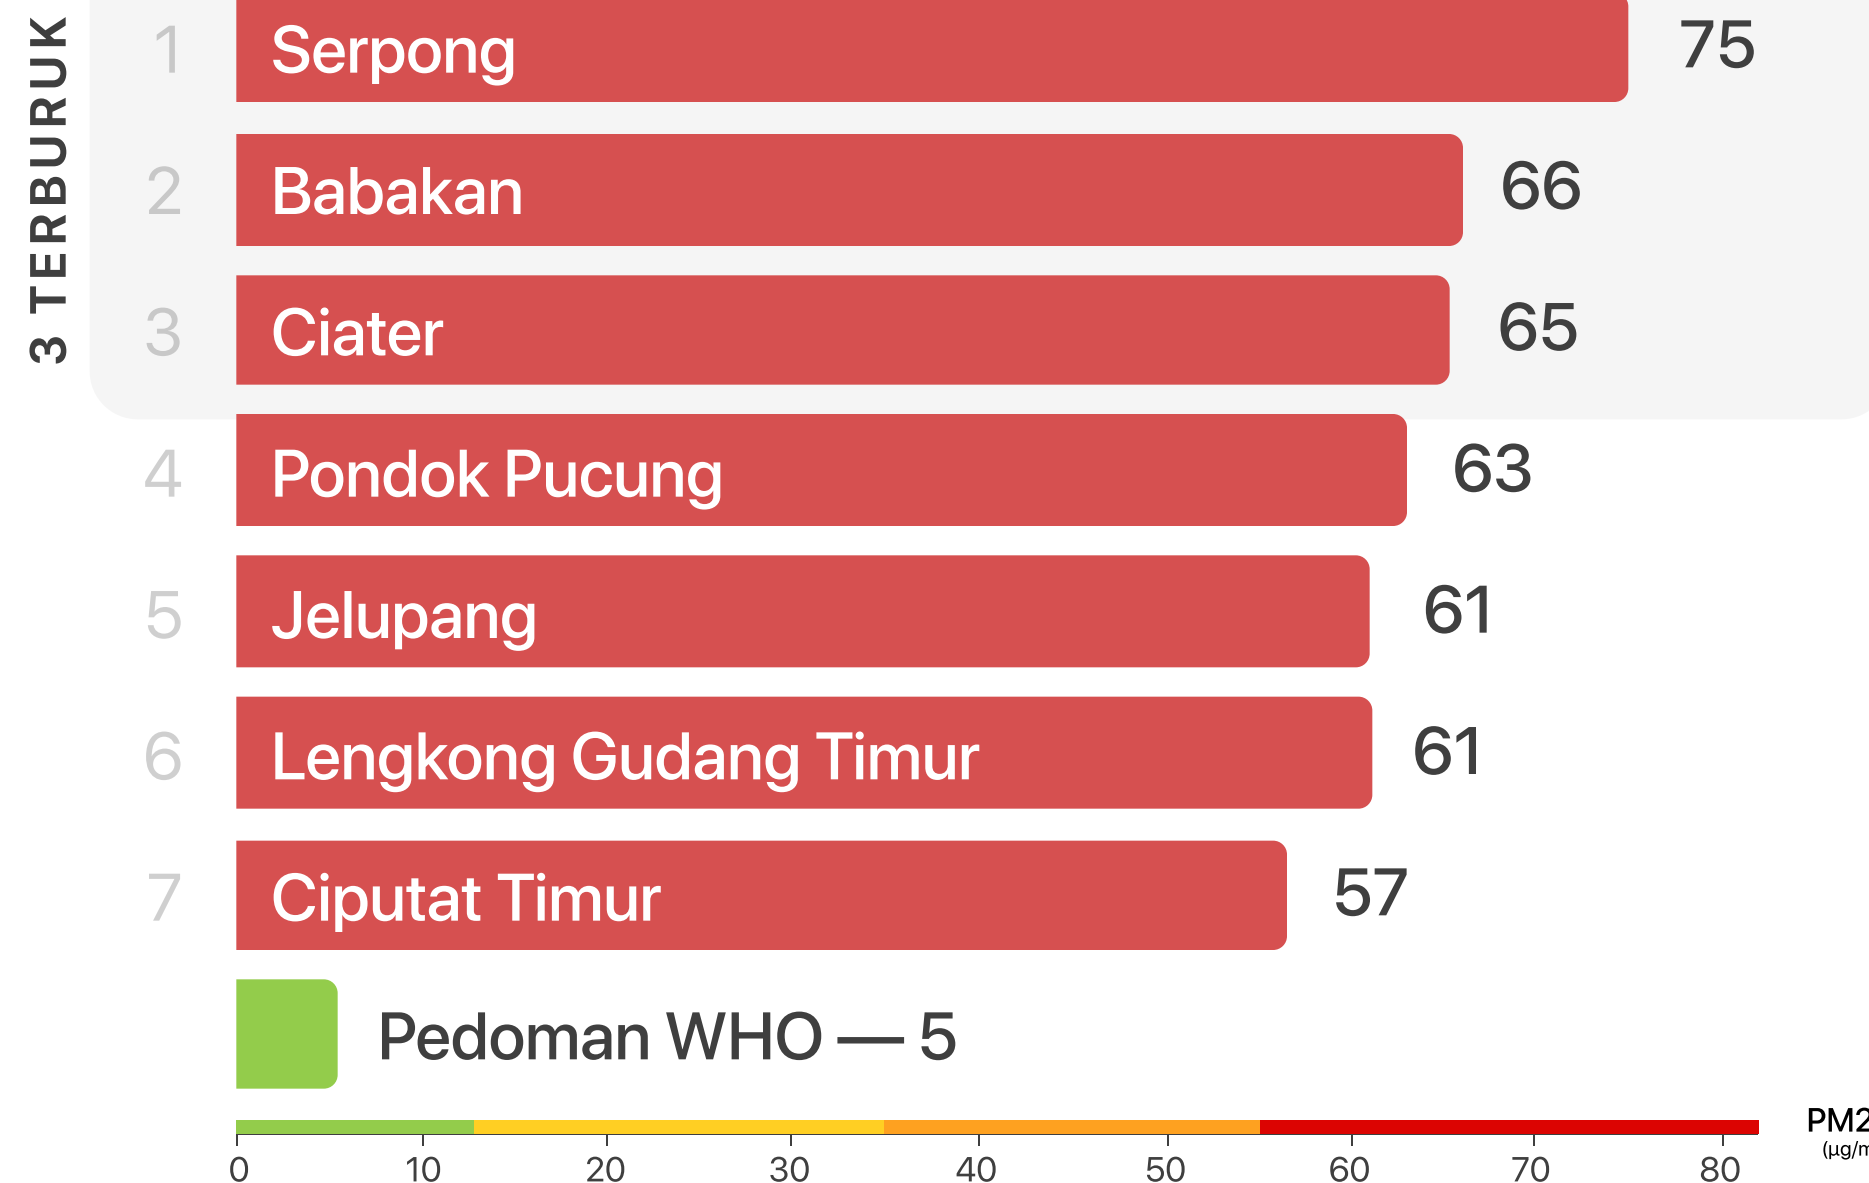 3 TERBURUK
1 Serpong 75
2 Babakan 66
3 Ciater 65
4 Pondok Pucung 63
5 Jelupang 61
6 Lengkong Gudang Timur 61
7 Ciputat Timur 57
Pedoman WHO — 5
PM2
(µg/m
0 10 20 30 40 50 60 70 80